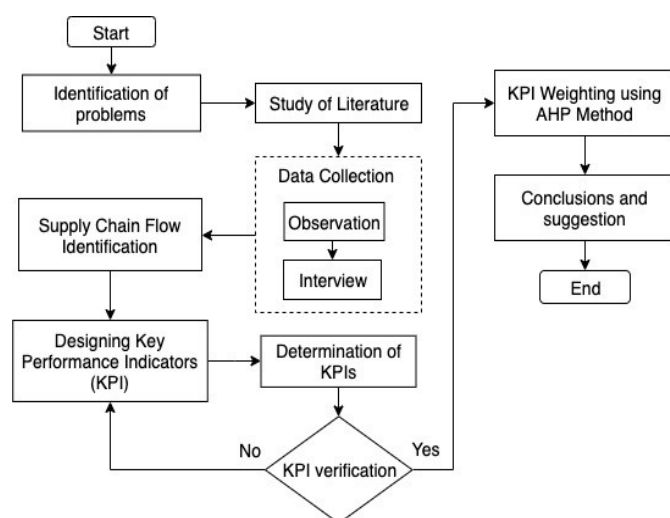 Start
Identification of
problems
Study of Literature
Data Collection
Observation
Interview
Supply Chain Flow
Identification
Designing Key
Performance Indicators
(KPI)
Determination of
KPIs
KPI verification
No
Yes
KPI Weighting using
AHP Method
Conclusions and
suggestion
End